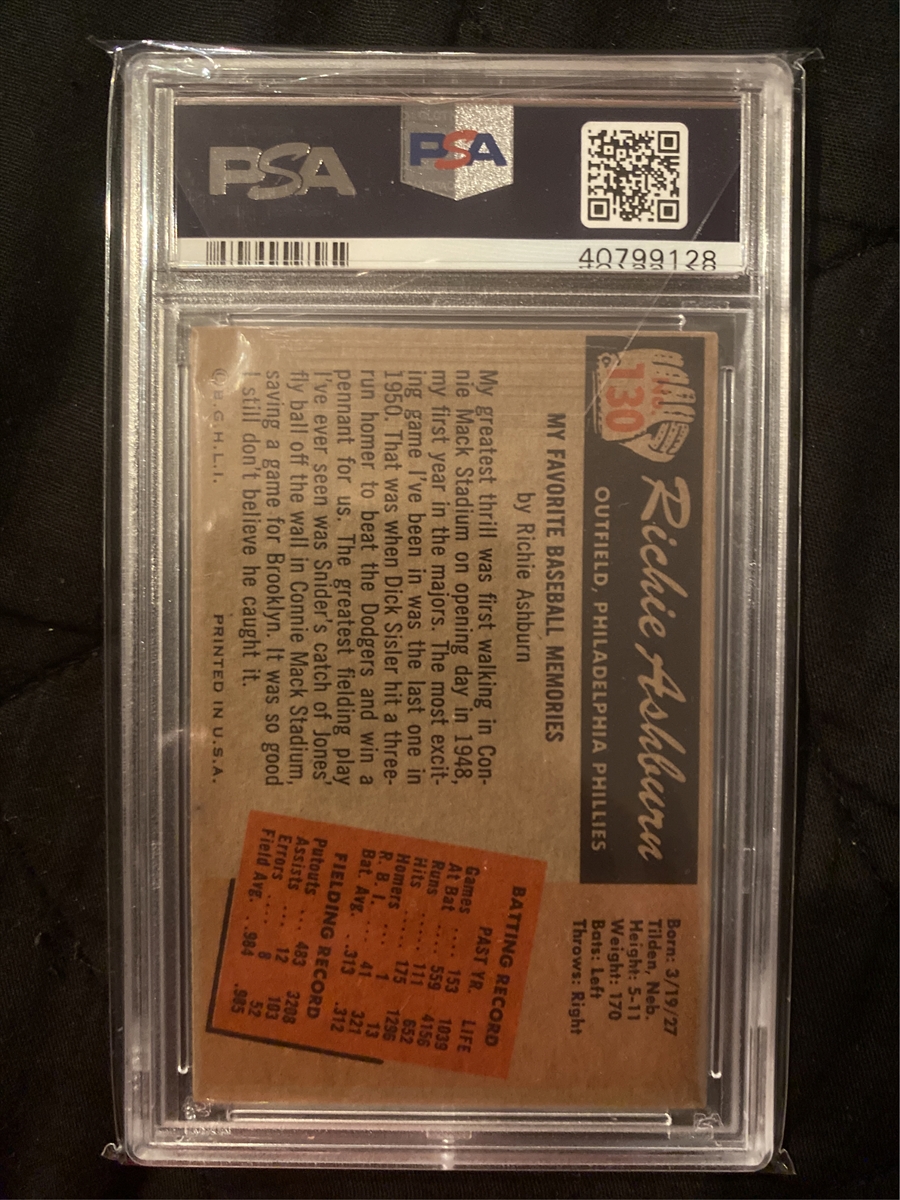 PSA
PSA
40799128
NO.
130
Richie Ashburn
OUTFIELD, PHILADELPHIA PHILLIES
Born: 3/19/27
Tilden, Neb.
Height: 5-11
Weight: 170
Bats: Left
Throws: Right
MY FAVORITE BASEBALL MEMORIES
by Richie Ashburn
My greatest thrill was first walking in Con-
nie Mack Stadium on opening day in 1948,
my first year in the majors. The most excit-
ing game I've been in was the last one in
1950. That was when Dick Sisler hit a three-
run homer to beat the Dodgers and win a
pennant for us. The greatest fielding play
I've ever seen was Snider's catch of Jones'
fly ball off the wall in Connie Mack Stadium,
saving a game for Brooklyn. It was so good
I still don't believe he caught it.
© B.G.H.L.I. PRINTED IN U.S.A.
BATTING RECORD
PAST YR. LIFE
Games .... 153 1039
At Bat .... 559 4156
Runs ..... 111 652
Hits ..... 175 1296
Homers .... 1 13
R. B. I. .... 41 321
Bat. Avg. .. .313 .312
FIELDING RECORD
Putouts ... 483 3208
Assists .... 12 103
Errors ..... 8 52
Field Avg. .. .984 .985